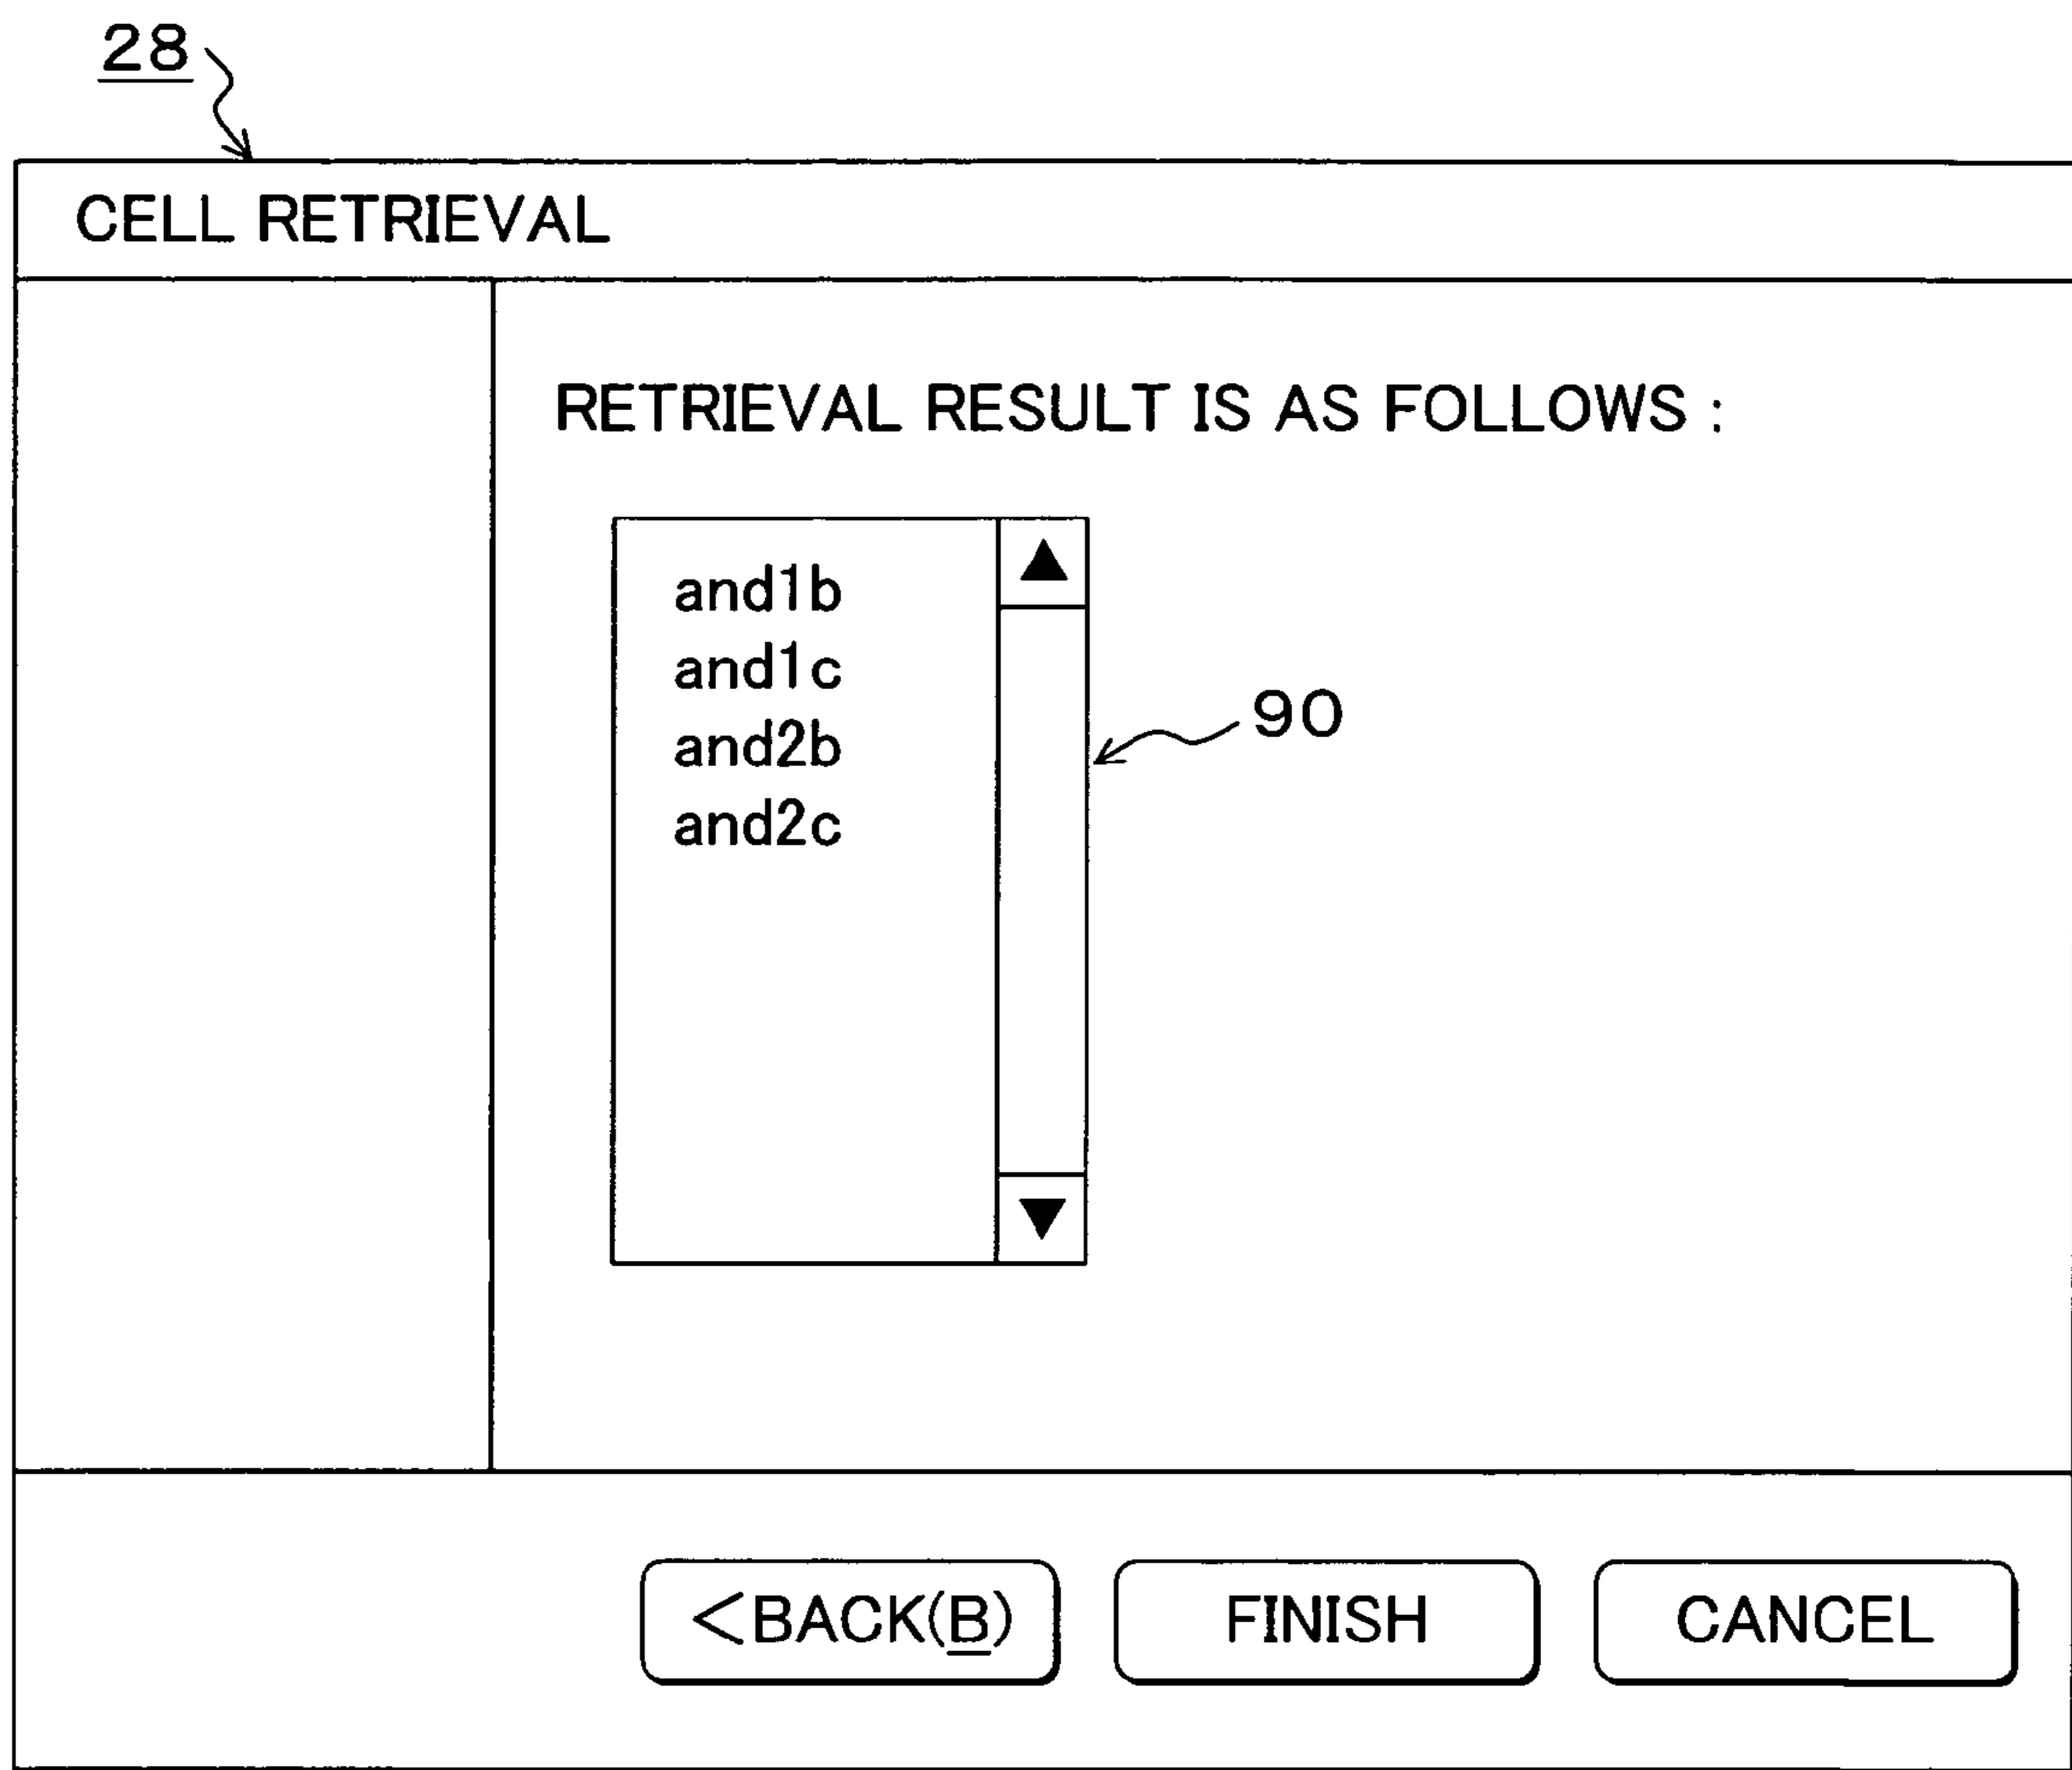 28
CELL RETRIEVAL
RETRIEVAL RESULT IS AS FOLLOWS :
and1b
and1c
and2b
and2c
90
<BACK(B)
FINISH
CANCEL